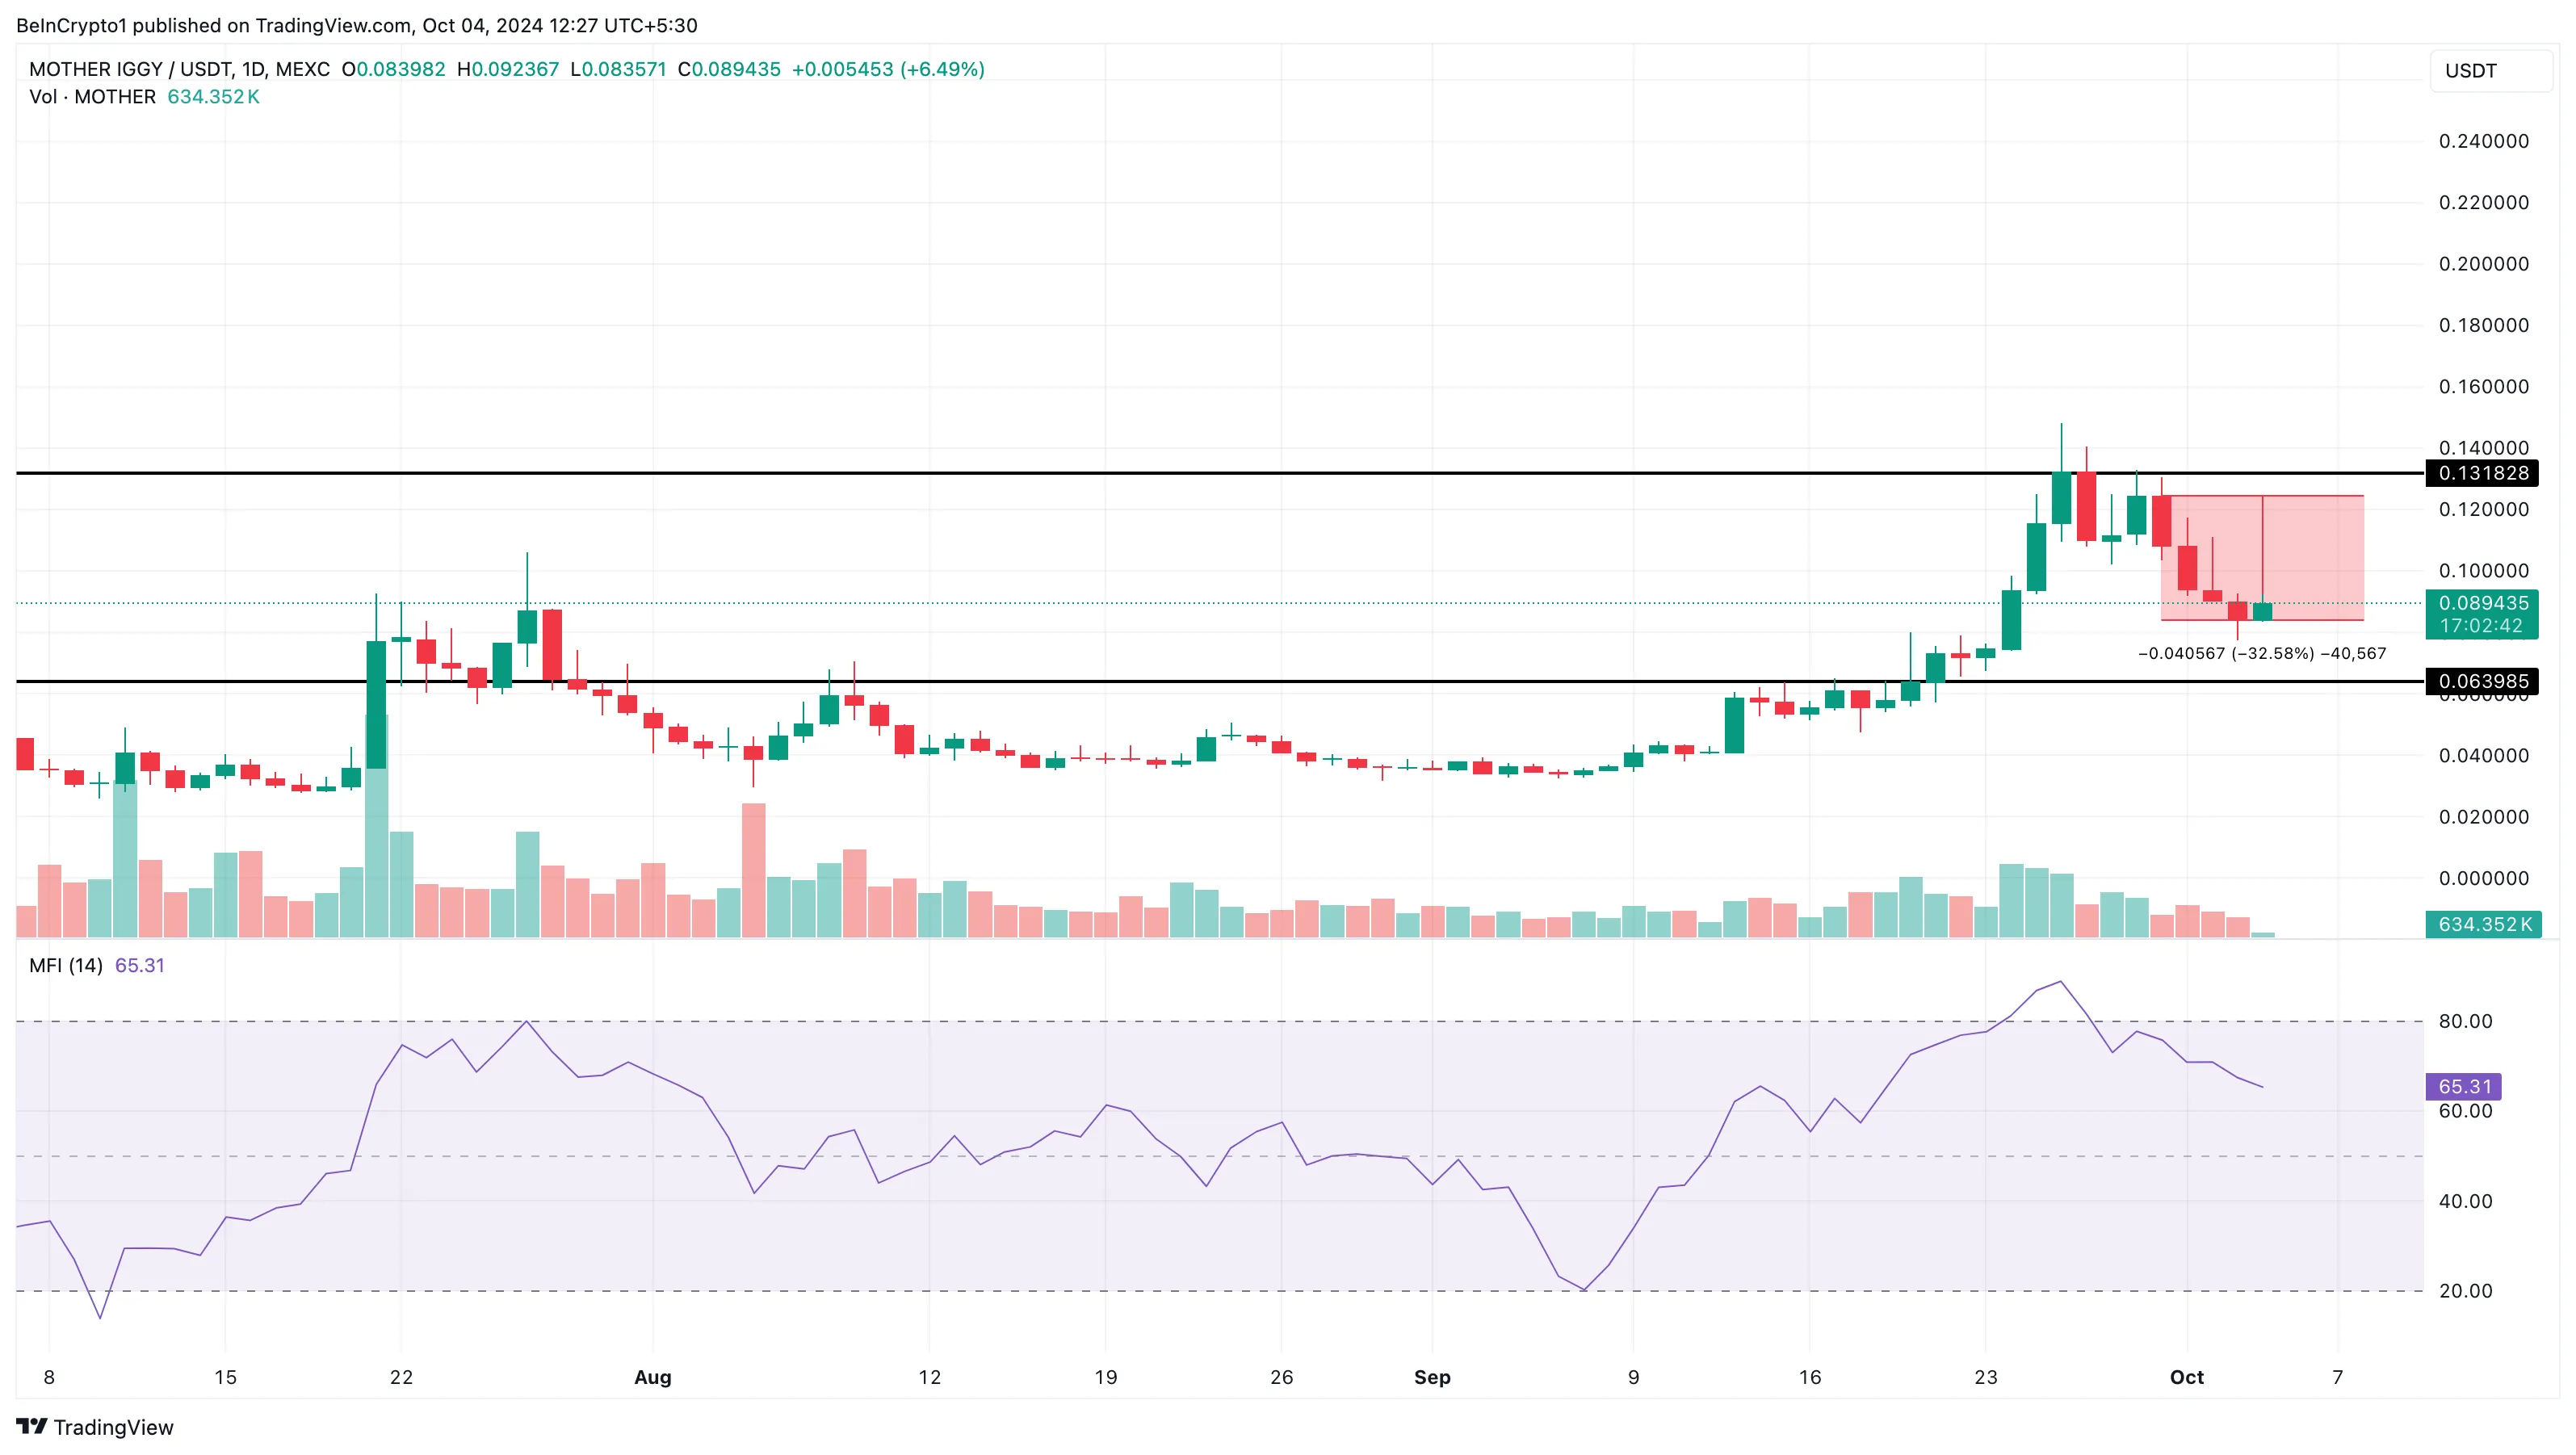 BeInCrypto1 published on TradingView.com, Oct 04, 2024 12:27 UTC+5:30
MOTHER IGGY / USDT, 1D, MEXC O0.083982 H0.092367 L0.083571 C0.089435 +0.005453 (+6.49%)
Vol · MOTHER 634.352K
USDT
0.240000
0.220000
0.200000
0.180000
0.160000
0.140000
0.131828
0.120000
0.100000
0.089435
17:02:42
−0.040567 (−32.58%) −40,567
0.063985
0.060000
0.040000
0.020000
0.000000
634.352K
MFI (14) 65.31
80.00
65.31
60.00
40.00
20.00
8 15 22 Aug 12 19 26 Sep 9 16 23 Oct 7
TradingView